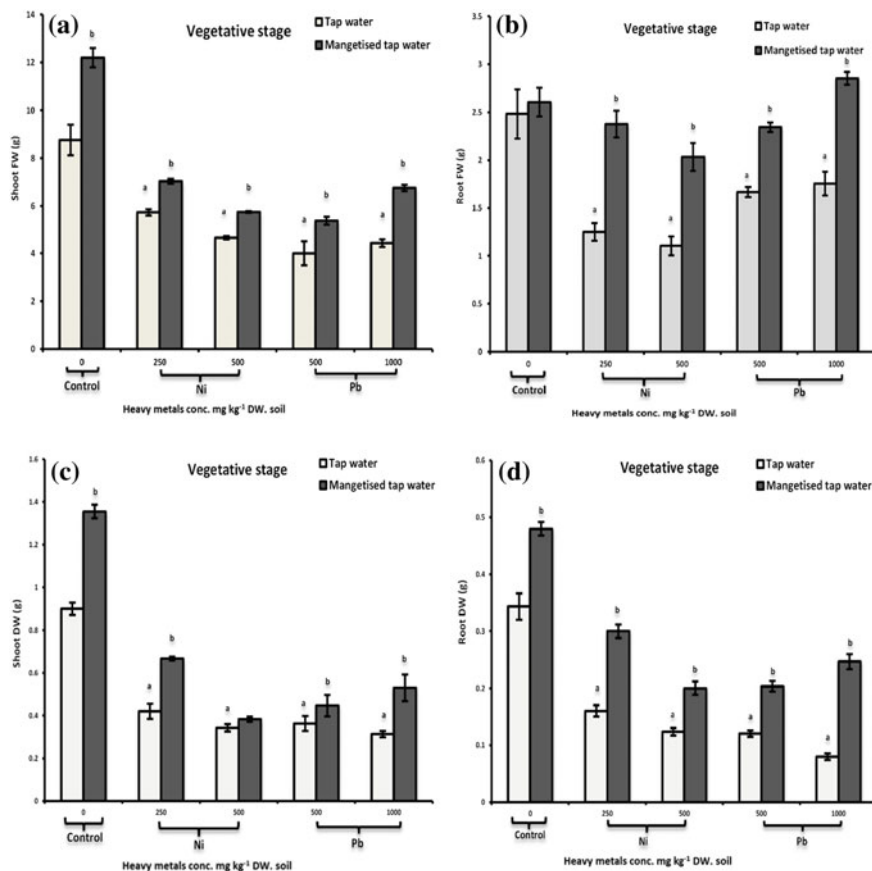 (a)
Vegetative stage
Tap water
Mangetised tap water
Shoot FW (g)
14
12
10
8
6
4
2
0
b
a b
a b
a b
a b
0 250 500 500 1000
Control Ni Pb
Heavy metals conc. mg kg⁻¹ DW. soil
(b)
Vegetative stage
Tap water
Mangetised tap water
Root FW (g)
3.5
3
2.5
2
1.5
1
0.5
0
a b
a b
a b
a b
0 250 500 500 1000
Control Ni Pb
Heavy metals conc. mg kg⁻¹ DW. soil
(c)
Vegetative stage
Tap water
Mangetised tap water
Shoot DW (g)
1.6
1.4
1.2
1
0.8
0.6
0.4
0.2
0
b
a b
a
a b
a b
0 250 500 500 1000
Control Ni Pb
Heavy metals conc. mg kg⁻¹ DW. soil
(d)
Vegetative stage
Tap water
Mangetised tap water
Root DW (g)
0.6
0.5
0.4
0.3
0.2
0.1
0.0
b
a b
a b
a b
a b
0 250 500 500 1000
Control Ni Pb
Heavy metals conc. mg kg⁻¹ DW. soil